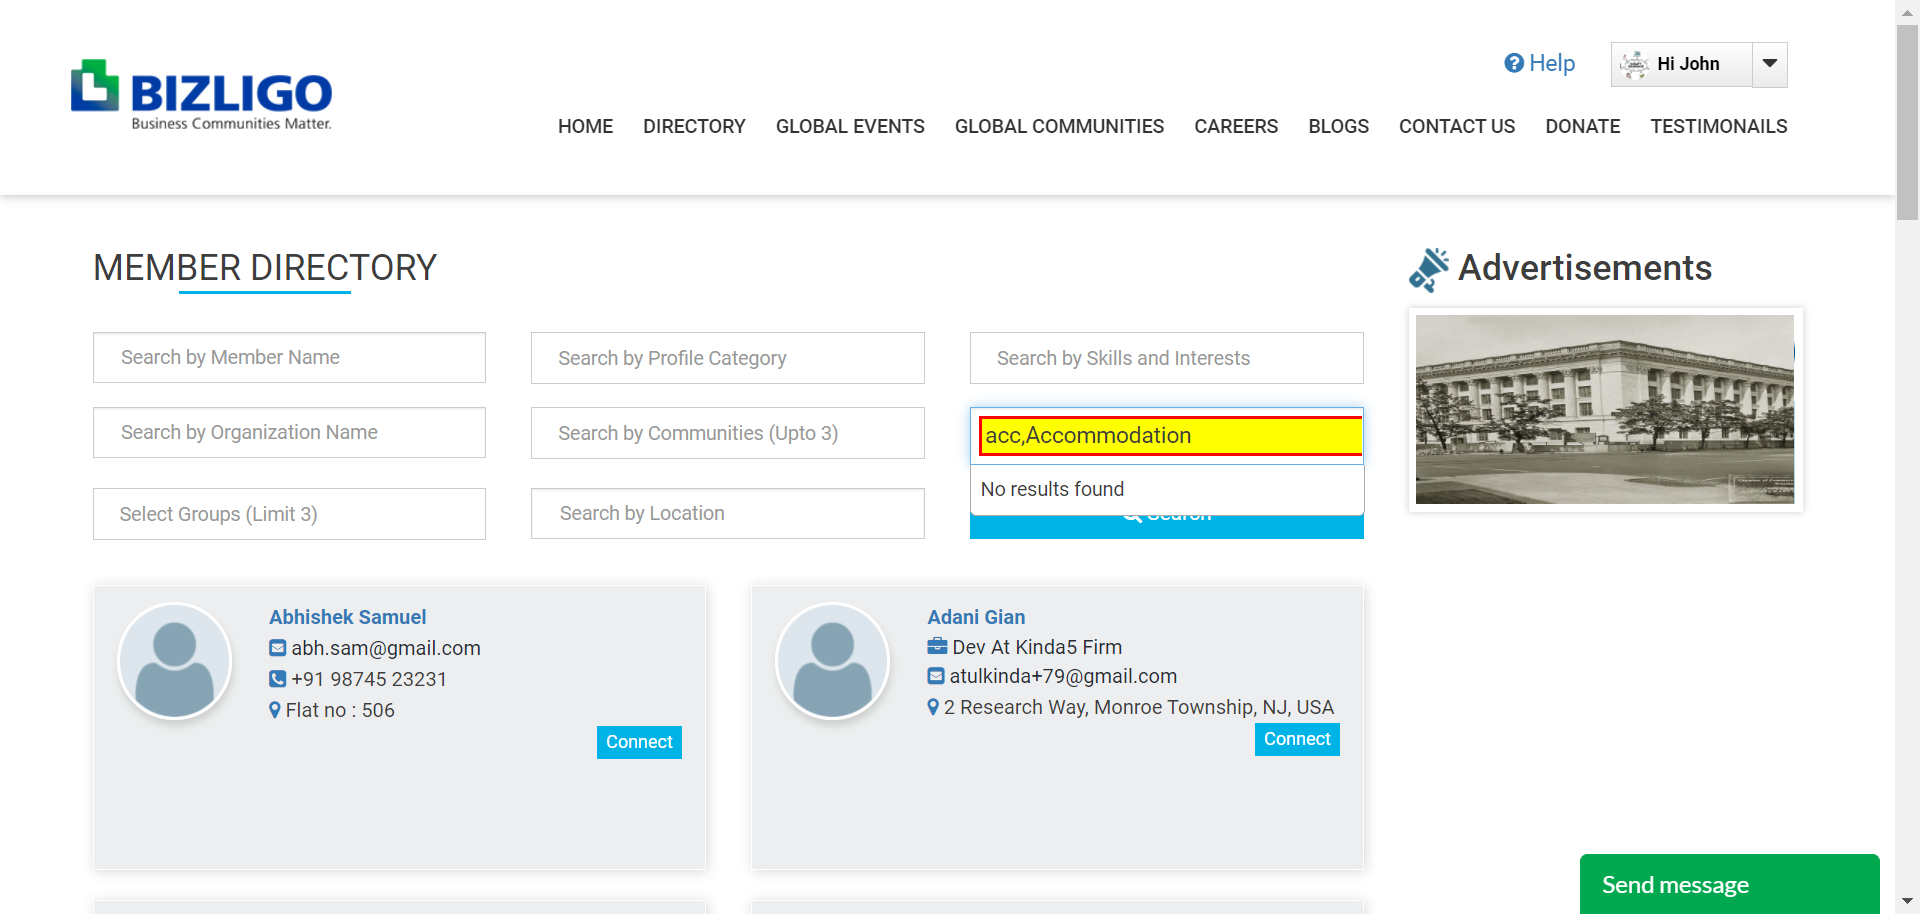 BIZLIGO
Business Communities Matter.
Help
Hi John
HOME DIRECTORY GLOBAL EVENTS GLOBAL COMMUNITIES CAREERS BLOGS CONTACT US DONATE TESTIMONAILS
MEMBER DIRECTORY
Advertisements
Search by Member Name
Search by Profile Category
Search by Skills and Interests
Search by Organization Name
Search by Communities (Upto 3)
acc,Accommodation
No results found
Select Groups (Limit 3)
Search by Location
Search
Abhishek Samuel
abh.sam@gmail.com
+91 98745 23231
Flat no : 506
Connect
Adani Gian
Dev At Kinda5 Firm
atulkinda+79@gmail.com
2 Research Way, Monroe Township, NJ, USA
Connect
Send message